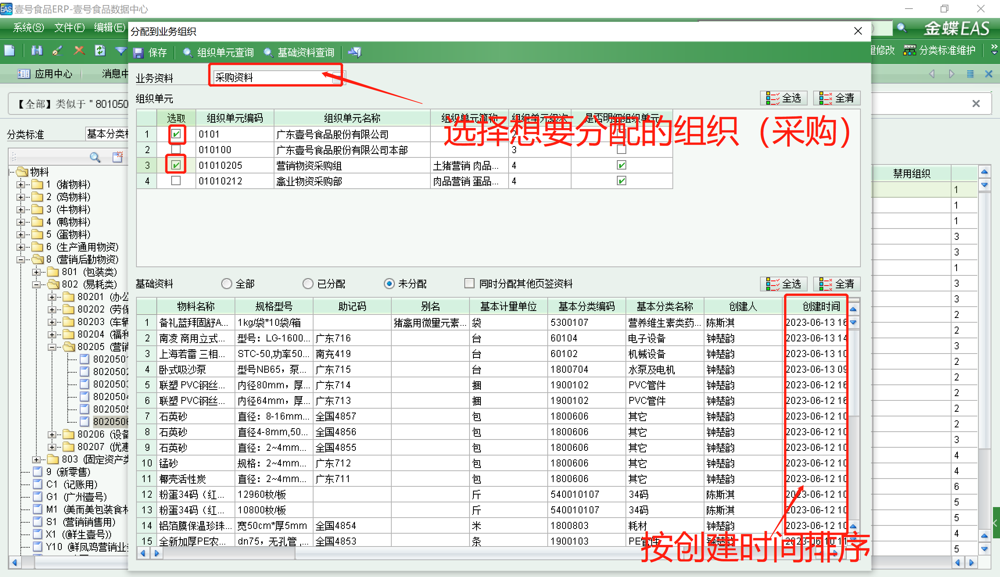 EAS 壹号食品ERP-壹号食品数据中心
系统(S) 文件(F) 编辑(E)
金蝶EAS
分配到业务组织
保存 组织单元查询 基础资料查询
修改 分类标准维护
应用中心 消息中
业务资料 采购资料
组织单元 全选 全清
【全部】类似于 " 801050
选取 组织单元编码 组织单元名称 组织单元简称 组织单元级次 是否明细组织单元
选择想要分配的组织（采购）
分类标准 基本分类标
1 0101 广东壹号食品股份有限公司 2
2 010100 广东壹号食品股份有限公司本部 3
3 01010205 营销物资采购组 土猪营销 肉品... 4
4 01010212 禽业物资采购部 肉品营销 蛋品... 4
物料
1 (猪物料)
2 (鸡物料)
3 (牛物料)
4 (鸭物料)
5 (蛋物料)
6 (生产通用物资)
8 (营销后勤物资)
801 (包装类)
802 (易耗类)
80201 (办公
80202 (劳保
80203 (车辆
80204 (福利
80205 (营销
8020501
8020502
8020503
8020504
8020505
8020506
80206 (设备
80207 (优惠
803 (固定资产类
9 (新零售)
C1 (记账用)
G1 (广州壹号)
M1 (美而美包装食材
S1 (营销销售用)
X1 ((鲜生壹号))
Y10 (鲜凤鸡营销业务
基础资料 全部 已分配 未分配 同时分配其他页签资料 全选 全清
物料名称 规格型号 助记码 别名 基本计量单位 基本分类编码 基本分类名称 创建人 创建时间
1 备礼蓝拜固舒A... 1kg/袋*10袋/箱 猪禽用微量元素... 袋 5300107 营养维生素类药... 陈斯淇 2023-06-13 16
2 南凌 商用立式... 型号：LG-1600... 广东716 台 60104 电子设备 钟楚韵 2023-06-13 14
3 上海若雷 三相... STC-50,功率50... 南充419 台 60102 机械设备 钟楚韵 2023-06-13 10
4 卧式吸沙泵 型号NB65，泵... 广东715 台 1800704 水泵及电机 钟楚韵 2023-06-13 09
5 联塑 PVC钢丝... 内径80mm，厚... 广东714 捆 1900102 PVC管件 钟楚韵 2023-06-12 16
6 联塑 PVC钢丝... 内径64mm，厚... 广东713 捆 1900102 PVC管件 钟楚韵 2023-06-12 16
7 石英砂 直径：8-16mm... 全国4857 包 1800606 其它 钟楚韵 2023-06-12 10
8 石英砂 直径4-8mm,50... 全国4856 包 1800606 其它 钟楚韵 2023-06-12 10
9 石英砂 直径：2~4mm... 全国4855 包 1800606 其它 钟楚韵 2023-06-12 10
10 锰砂 规格：2~4mm... 广东712 包 1800606 其它 钟楚韵 2023-06-12 10
11 椰壳活性炭 直径：2~4mm... 广东711 包 1800606 其它 钟楚韵 2023-06-12 10
12 粉蛋34码（红... 12960枚/板 斤 540010107 34码 陈斯淇 2023-06-12 10
13 粉蛋34码（红... 10800枚/板 斤 540010107 34码 陈斯淇 2023-06-12 10
14 铝箔膜保温珍珠... 宽50cm*厚5mm 全国4854 米 1800803 耗材 钟楚韵 2023-06-12 10
15 全新加厚PE农... dn75，无孔管 ,... 全国4853 条 1900103 PE管件 钟楚韵 2023-06-10 11
按创建时间排序
禁用组织
1
1
1
3
3
1
3
3
2
2
3
2
2
2
2
2
3
4
4
6
5
5
4
5